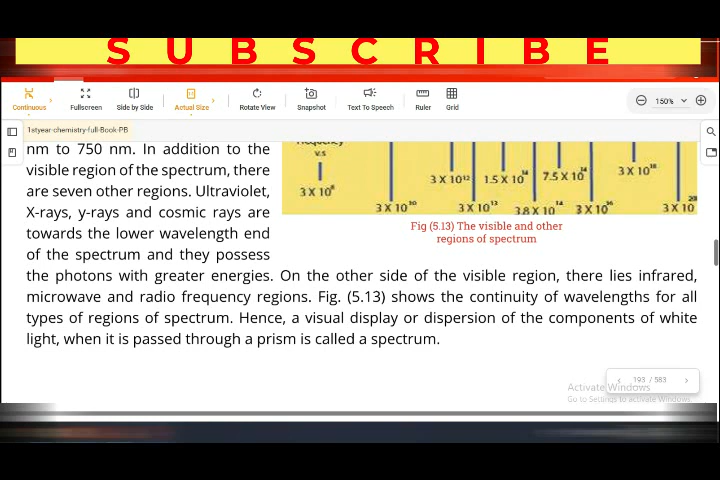 SUBSCRIBE
Continuous
Fullscreen
Side by Side
Actual Size
Rotate View
Snapshot
Text To Speech
Ruler
Grid
150%
1styear-chemistry-full-Book-PB
nm to 750 nm. In addition to the
visible region of the spectrum, there
are seven other regions. Ultraviolet,
X-rays, y-rays and cosmic rays are
towards the lower wavelength end
of the spectrum and they possess
the photons with greater energies. On the other side of the visible region, there lies infrared,
microwave and radio frequency regions. Fig. (5.13) shows the continuity of wavelengths for all
types of regions of spectrum. Hence, a visual display or dispersion of the components of white
light, when it is passed through a prism is called a spectrum.
v.s
3 X 10¹² 1.5 X 10¹⁴ 7.5 X 10¹⁴ 3 X 10¹⁸
3 X 10⁸
3 X 10¹⁰ 3 X 10¹³ 3.8 X 10¹⁴ 3 X 10¹⁶ 3 X 10²⁰
Fig (5.13) The visible and other
regions of spectrum
193 / 583
Activate Windows
Go to Settings to activate Windows.